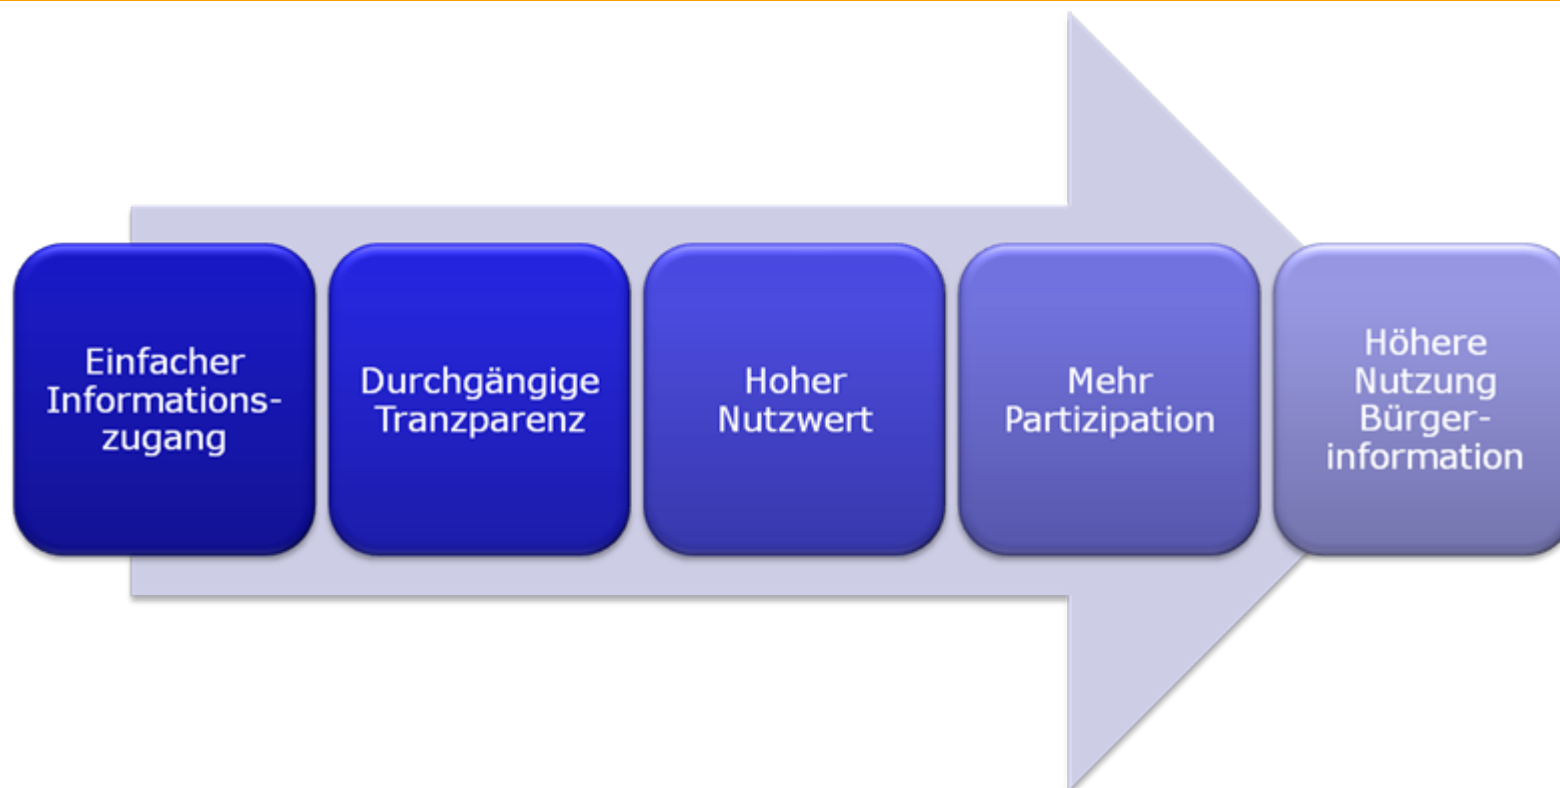 Einfacher
Informations-
zugang
Durchgängige
Tranzparenz
Hoher
Nutzwert
Mehr
Partizipation
Höhere
Nutzung
Bürger-
information